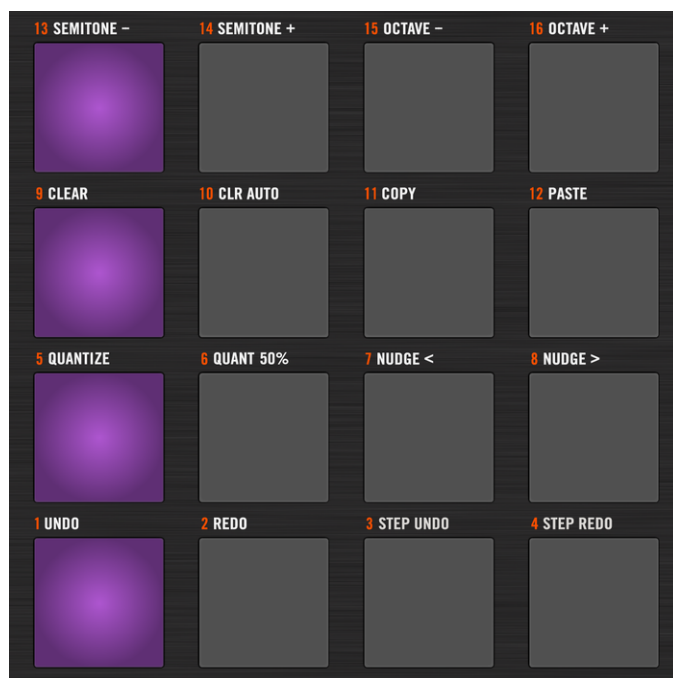 13 SEMITONE – 14 SEMITONE + 15 OCTAVE – 16 OCTAVE +
9 CLEAR 10 CLR AUTO 11 COPY 12 PASTE
5 QUANTIZE 6 QUANT 50% 7 NUDGE < 8 NUDGE >
1 UNDO 2 REDO 3 STEP UNDO 4 STEP REDO